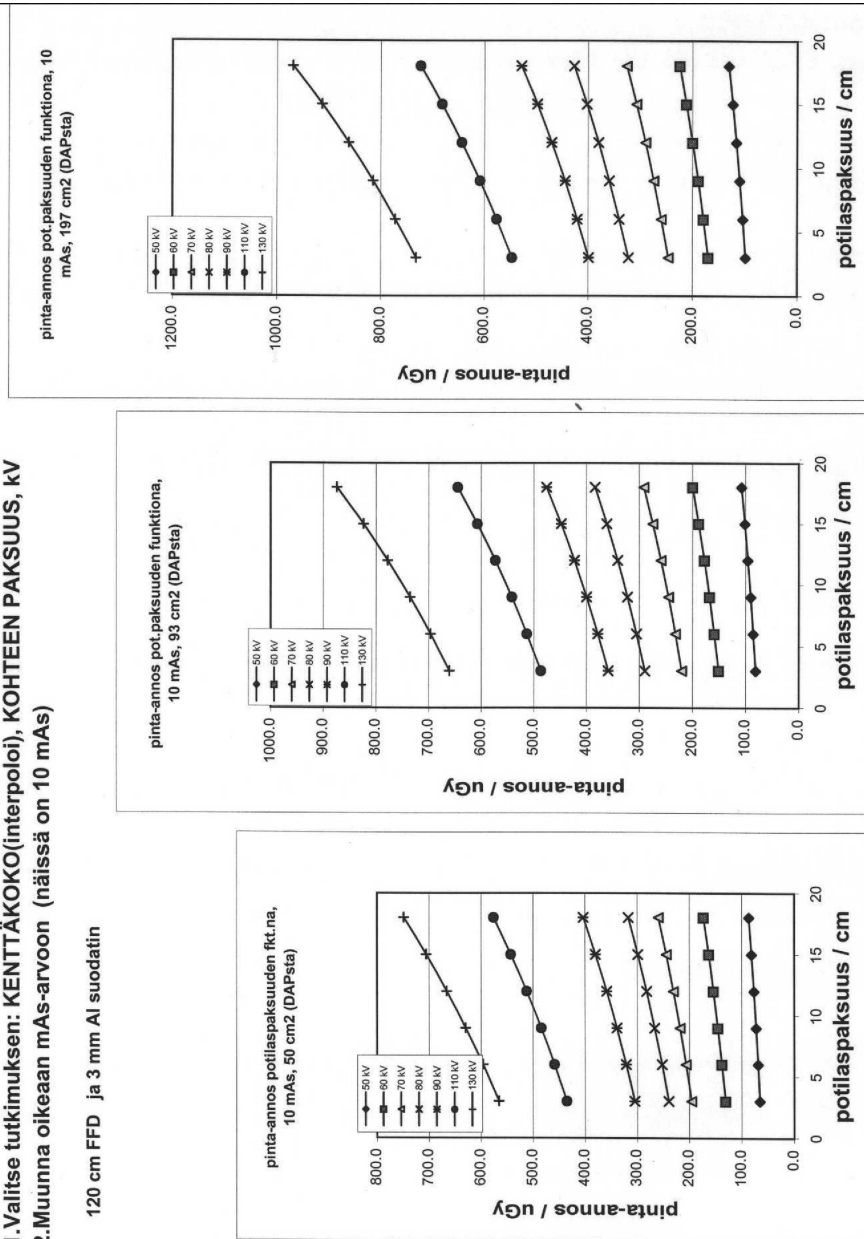 1.Valitse tutkimuksen: KENTTÄKOKO(interpoloi), KOHTEEN PAKSUUS, kV
2.Muunna oikeaan mAs-arvoon (näissä on 10 mAs)
120 cm FFD ja 3 mm Al suodatin
pinta-annos potilaspaksuuden fkt.na,
10 mAs, 50 cm2 (DAPsta)
50 kV
60 kV
70 kV
80 kV
90 kV
110 kV
130 kV
800.0
700.0
600.0
500.0
400.0
300.0
200.0
100.0
0.0
pinta-annos / uGy
0 5 10 15 20
potilaspaksuus / cm
pinta-annos pot.paksuuden funktiona,
10 mAs, 93 cm2 (DAPsta)
50 kV
60 kV
70 kV
80 kV
90 kV
110 kV
130 kV
1000.0
900.0
800.0
700.0
600.0
500.0
400.0
300.0
200.0
100.0
0.0
pinta-annos / uGy
0 5 10 15 20
potilaspaksuus / cm
pinta-annos pot.paksuuden funktiona, 10
mAs, 197 cm2 (DAPsta)
50 kV
60 kV
70 kV
80 kV
90 kV
110 kV
130 kV
1200.0
1000.0
800.0
600.0
400.0
200.0
0.0
pinta-annos / uGy
0 5 10 15 20
potilaspaksuus / cm